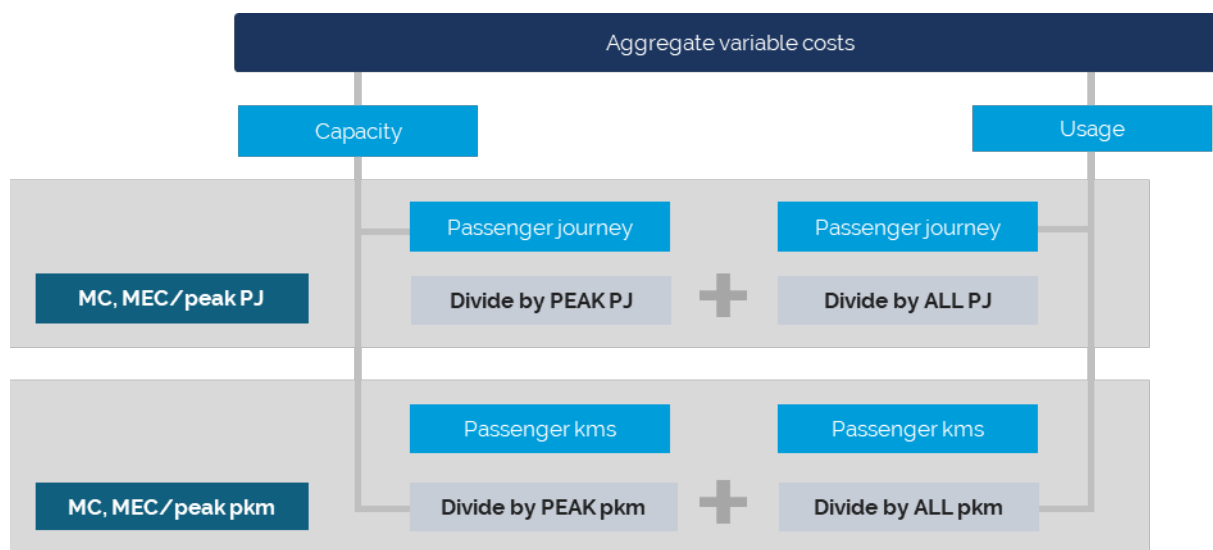 Aggregate variable costs
Capacity
Usage
Passenger journey
Passenger journey
MC, MEC/peak PJ
Divide by PEAK PJ
Divide by ALL PJ
Passenger kms
Passenger kms
MC, MEC/peak pkm
Divide by PEAK pkm
Divide by ALL pkm